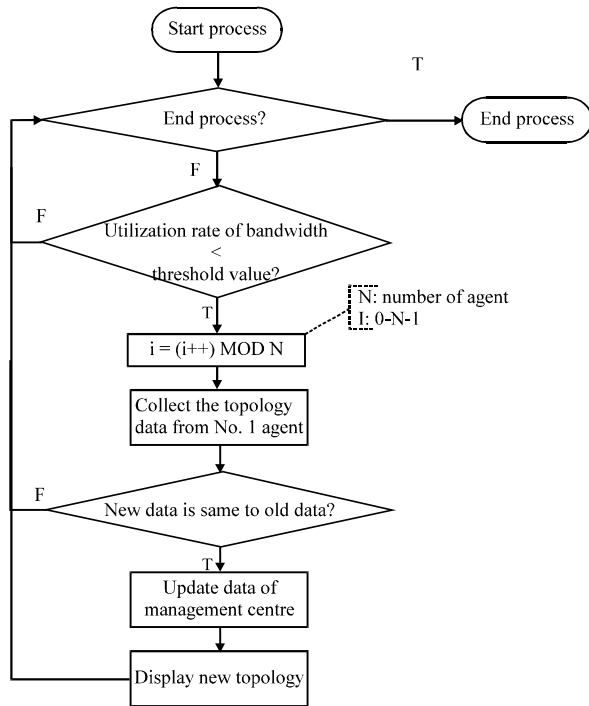 Start process
T
End process?
End process
F
F
Utilization rate of bandwidth
<
threshold value?
T
N: number of agent
I: 0-N-1
i = (i++) MOD N
Collect the topology
data from No. 1 agent
F
New data is same to old data?
T
Update data of
management centre
Display new topology